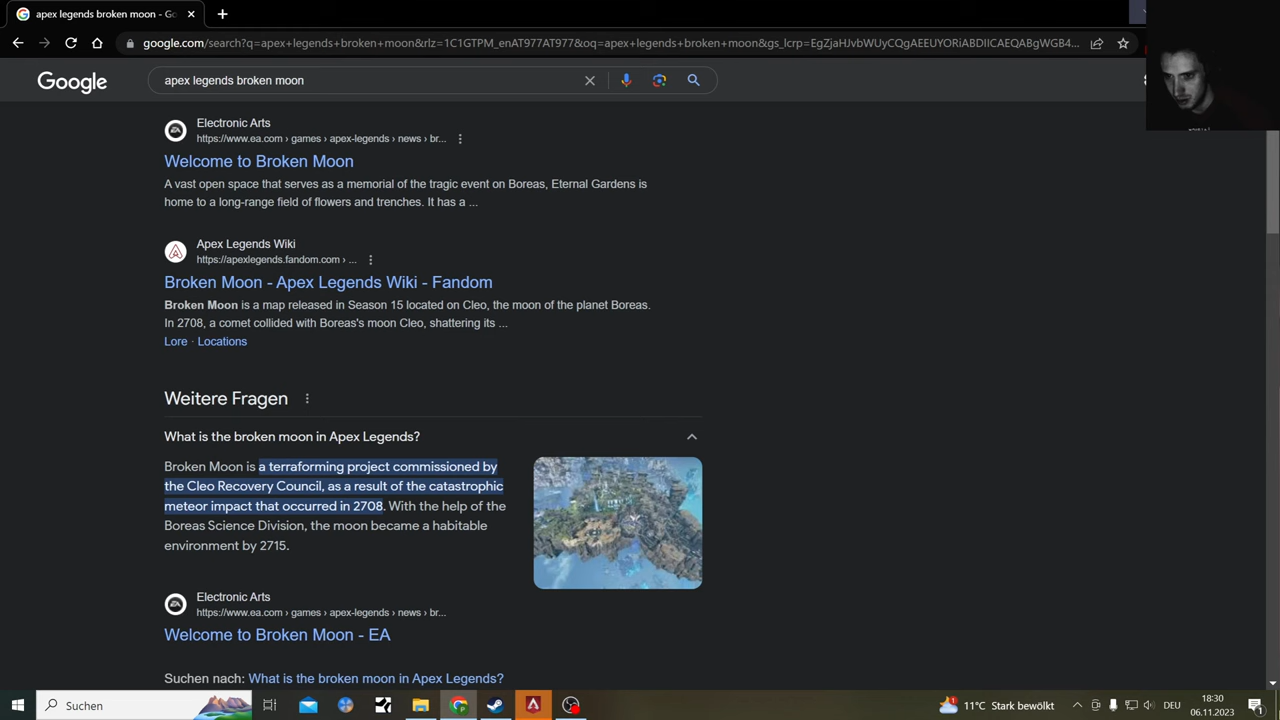 apex legends broken moon - Go
google.com/search?q=apex+legends+broken+moon&rlz=1C1GTPM_enAT977AT977&oq=apex+legends+broken+moon&gs_lcrp=EgZjaHJvbWUyCQgAEEUYORiABDIICAEQABgWGB4...
Google
apex legends broken moon
Electronic Arts
https://www.ea.com › games › apex-legends › news › br...
Welcome to Broken Moon
A vast open space that serves as a memorial of the tragic event on Boreas, Eternal Gardens is
home to a long-range field of flowers and trenches. It has a ...
Apex Legends Wiki
https://apexlegends.fandom.com › ...
Broken Moon - Apex Legends Wiki - Fandom
Broken Moon is a map released in Season 15 located on Cleo, the moon of the planet Boreas.
In 2708, a comet collided with Boreas's moon Cleo, shattering its ...
Lore · Locations
Weitere Fragen
What is the broken moon in Apex Legends?
Broken Moon is a terraforming project commissioned by
the Cleo Recovery Council, as a result of the catastrophic
meteor impact that occurred in 2708. With the help of the
Boreas Science Division, the moon became a habitable
environment by 2715.
Electronic Arts
https://www.ea.com › games › apex-legends › news › br...
Welcome to Broken Moon - EA
Suchen nach: What is the broken moon in Apex Legends?
Suchen
11°C Stark bewölkt
DEU
18:30
06.11.2023